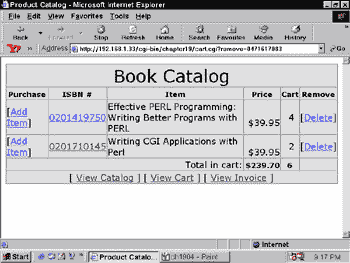 Product Catalog - Microsoft Internet Explorer
File Edit View Favorites Tools Help
Back Forward Stop Refresh Home Search Favorites Media History
Address http://192.168.1.33/cgi-bin/chapter19/cart.cgi?remove=0471617083 Go
Book Catalog
Purchase ISBN # Item Price Cart Remove
[Add Item] 0201419750 Effective PERL Programming: Writing Better Programs with PERL $39.95 4 [Delete]
[Add Item] 0201710145 Writing CGI Applications with Perl $39.95 2 [Delete]
Total in cart: $239.70 6
[ View Catalog ] [ View Cart ] [ View Invoice ]
Internet
Start Product Catalo... ch1904 - Paint 9:17 PM